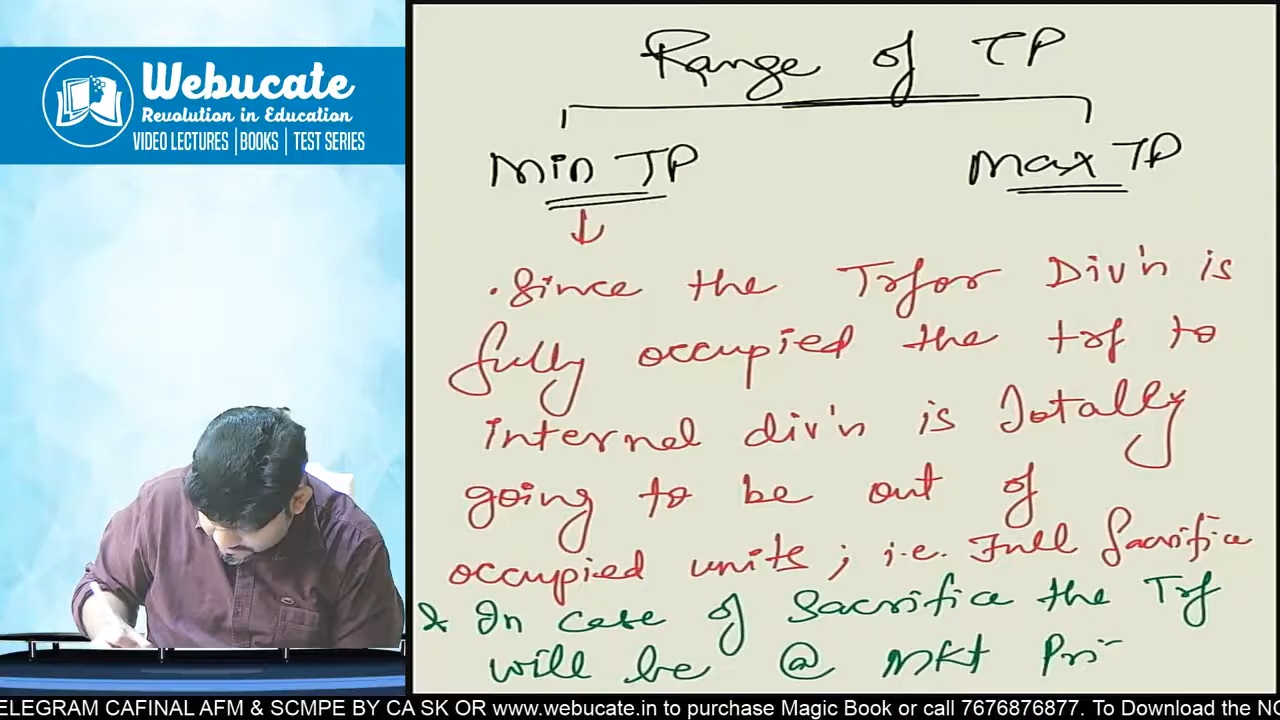 Webucate
Revolution in Education
VIDEO LECTURES | BOOKS | TEST SERIES
Range of TP
Min TP
Max TP
. Since the Trfor Div'n is
fully occupied the trf to
internal div'n is Totally
going to be out of
occupied units ; i.e. Full Sacrifice
& In case of Sacrifice the Trf
will be @ Mkt Pri
ELEGRAM CAFINAL AFM & SCMPE BY CA SK OR www.webucate.in to purchase Magic Book or call 7676876877. To Download the NO